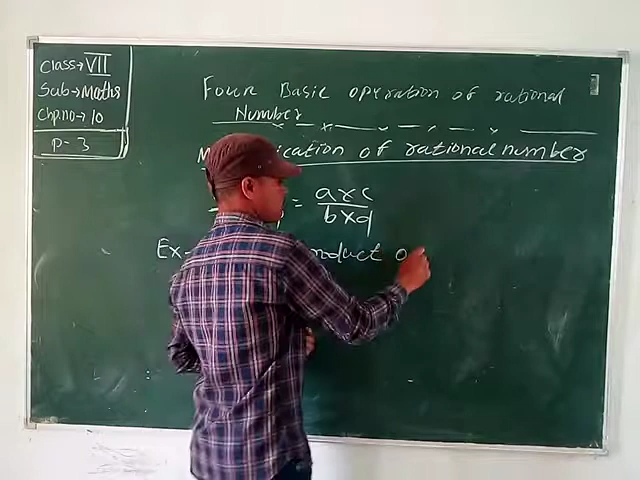 Class→ VII
Sub→ Maths
Chp.no→ 10
P-3
Four Basic operation of rational
Number
M ication of rational number
= a×c
b×d
Ex- roduct o